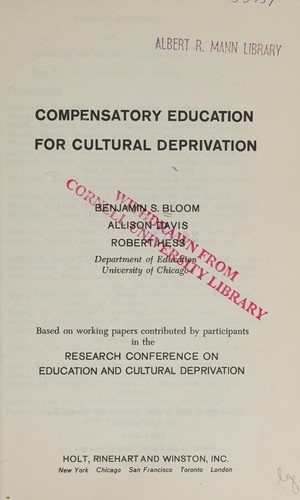 ALBERT R. MANN LIBRARY
COMPENSATORY EDUCATION
FOR CULTURAL DEPRIVATION
BENJAMIN S. BLOOM
ALLISON DAVIS
ROBERT HESS
Department of Education
University of Chicago
WITHDRAWN FROM
CORNELL UNIVERSITY LIBRARY
Based on working papers contributed by participants
in the
RESEARCH CONFERENCE ON
EDUCATION AND CULTURAL DEPRIVATION
HOLT, RINEHART AND WINSTON, INC.
New York Chicago San Francisco Toronto London